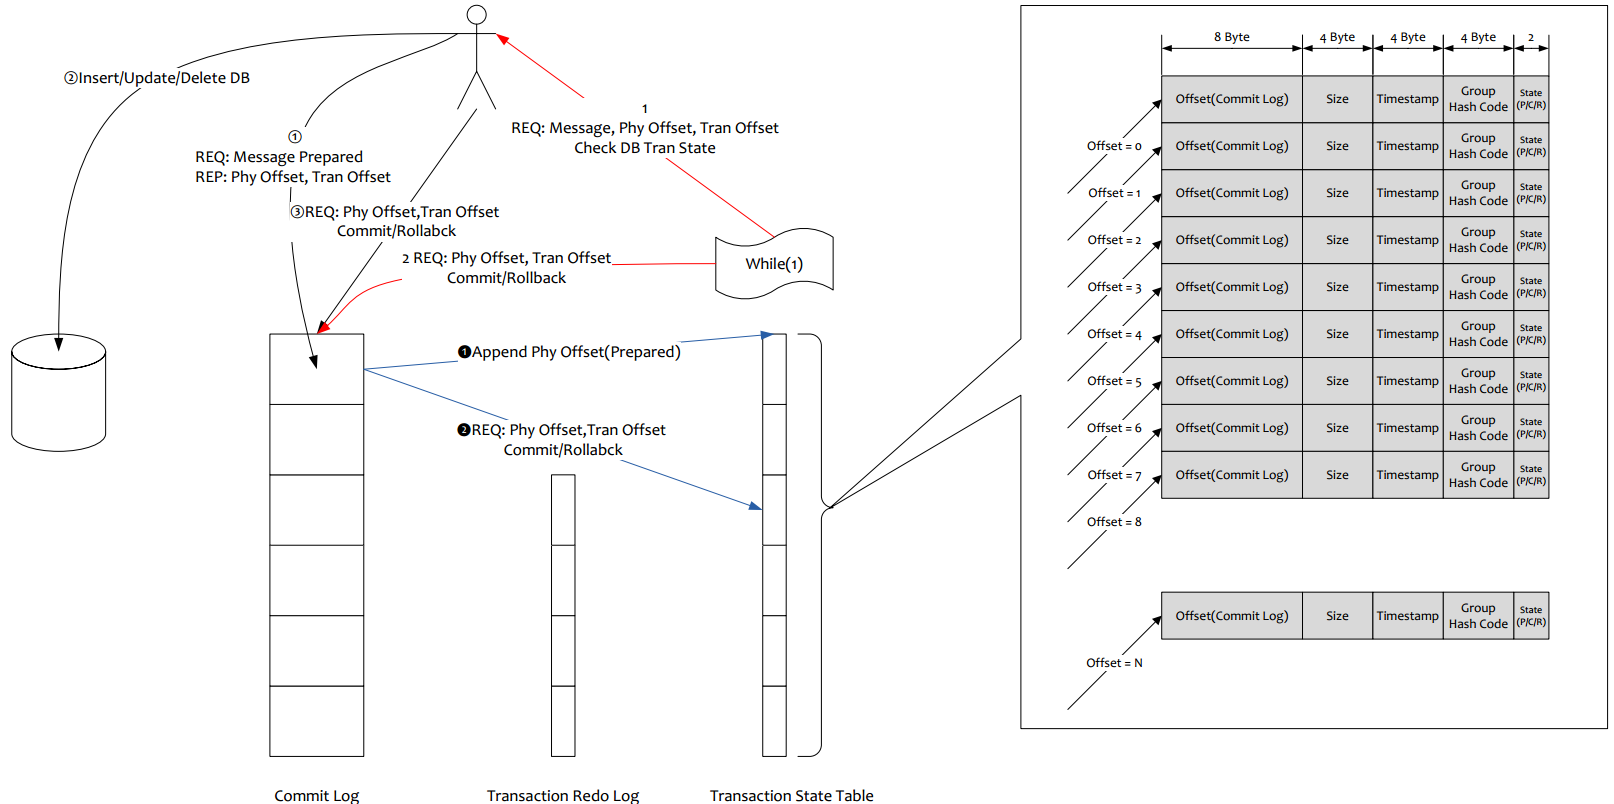 ②Insert/Update/Delete DB
①
REQ: Message Prepared
REP: Phy Offset, Tran Offset
③REQ: Phy Offset,Tran Offset
Commit/Rollabck
1
REQ: Message, Phy Offset, Tran Offset
Check DB Tran State
2 REQ: Phy Offset, Tran Offset
Commit/Rollback
While(1)
❶Append Phy Offset(Prepared)
❷REQ: Phy Offset,Tran Offset
Commit/Rollabck
Commit Log
Transaction Redo Log
Transaction State Table
8 Byte 4 Byte 4 Byte 4 Byte 2
Offset(Commit Log) Size Timestamp Group Hash Code State (P/C/R)
Offset = 0
Offset(Commit Log) Size Timestamp Group Hash Code State (P/C/R)
Offset = 1
Offset(Commit Log) Size Timestamp Group Hash Code State (P/C/R)
Offset = 2
Offset(Commit Log) Size Timestamp Group Hash Code State (P/C/R)
Offset = 3
Offset(Commit Log) Size Timestamp Group Hash Code State (P/C/R)
Offset = 4
Offset(Commit Log) Size Timestamp Group Hash Code State (P/C/R)
Offset = 5
Offset(Commit Log) Size Timestamp Group Hash Code State (P/C/R)
Offset = 6
Offset(Commit Log) Size Timestamp Group Hash Code State (P/C/R)
Offset = 7
Offset(Commit Log) Size Timestamp Group Hash Code State (P/C/R)
Offset = 8
Offset(Commit Log) Size Timestamp Group Hash Code State (P/C/R)
Offset = N